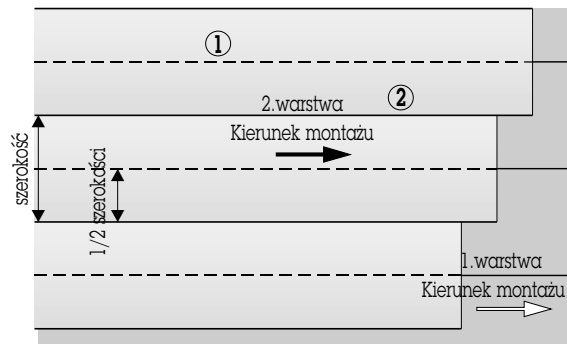 1
2.warstwa 2
Kierunek montażu
szerokość
1/2 szerokości
1.warstwa
Kierunek montażu